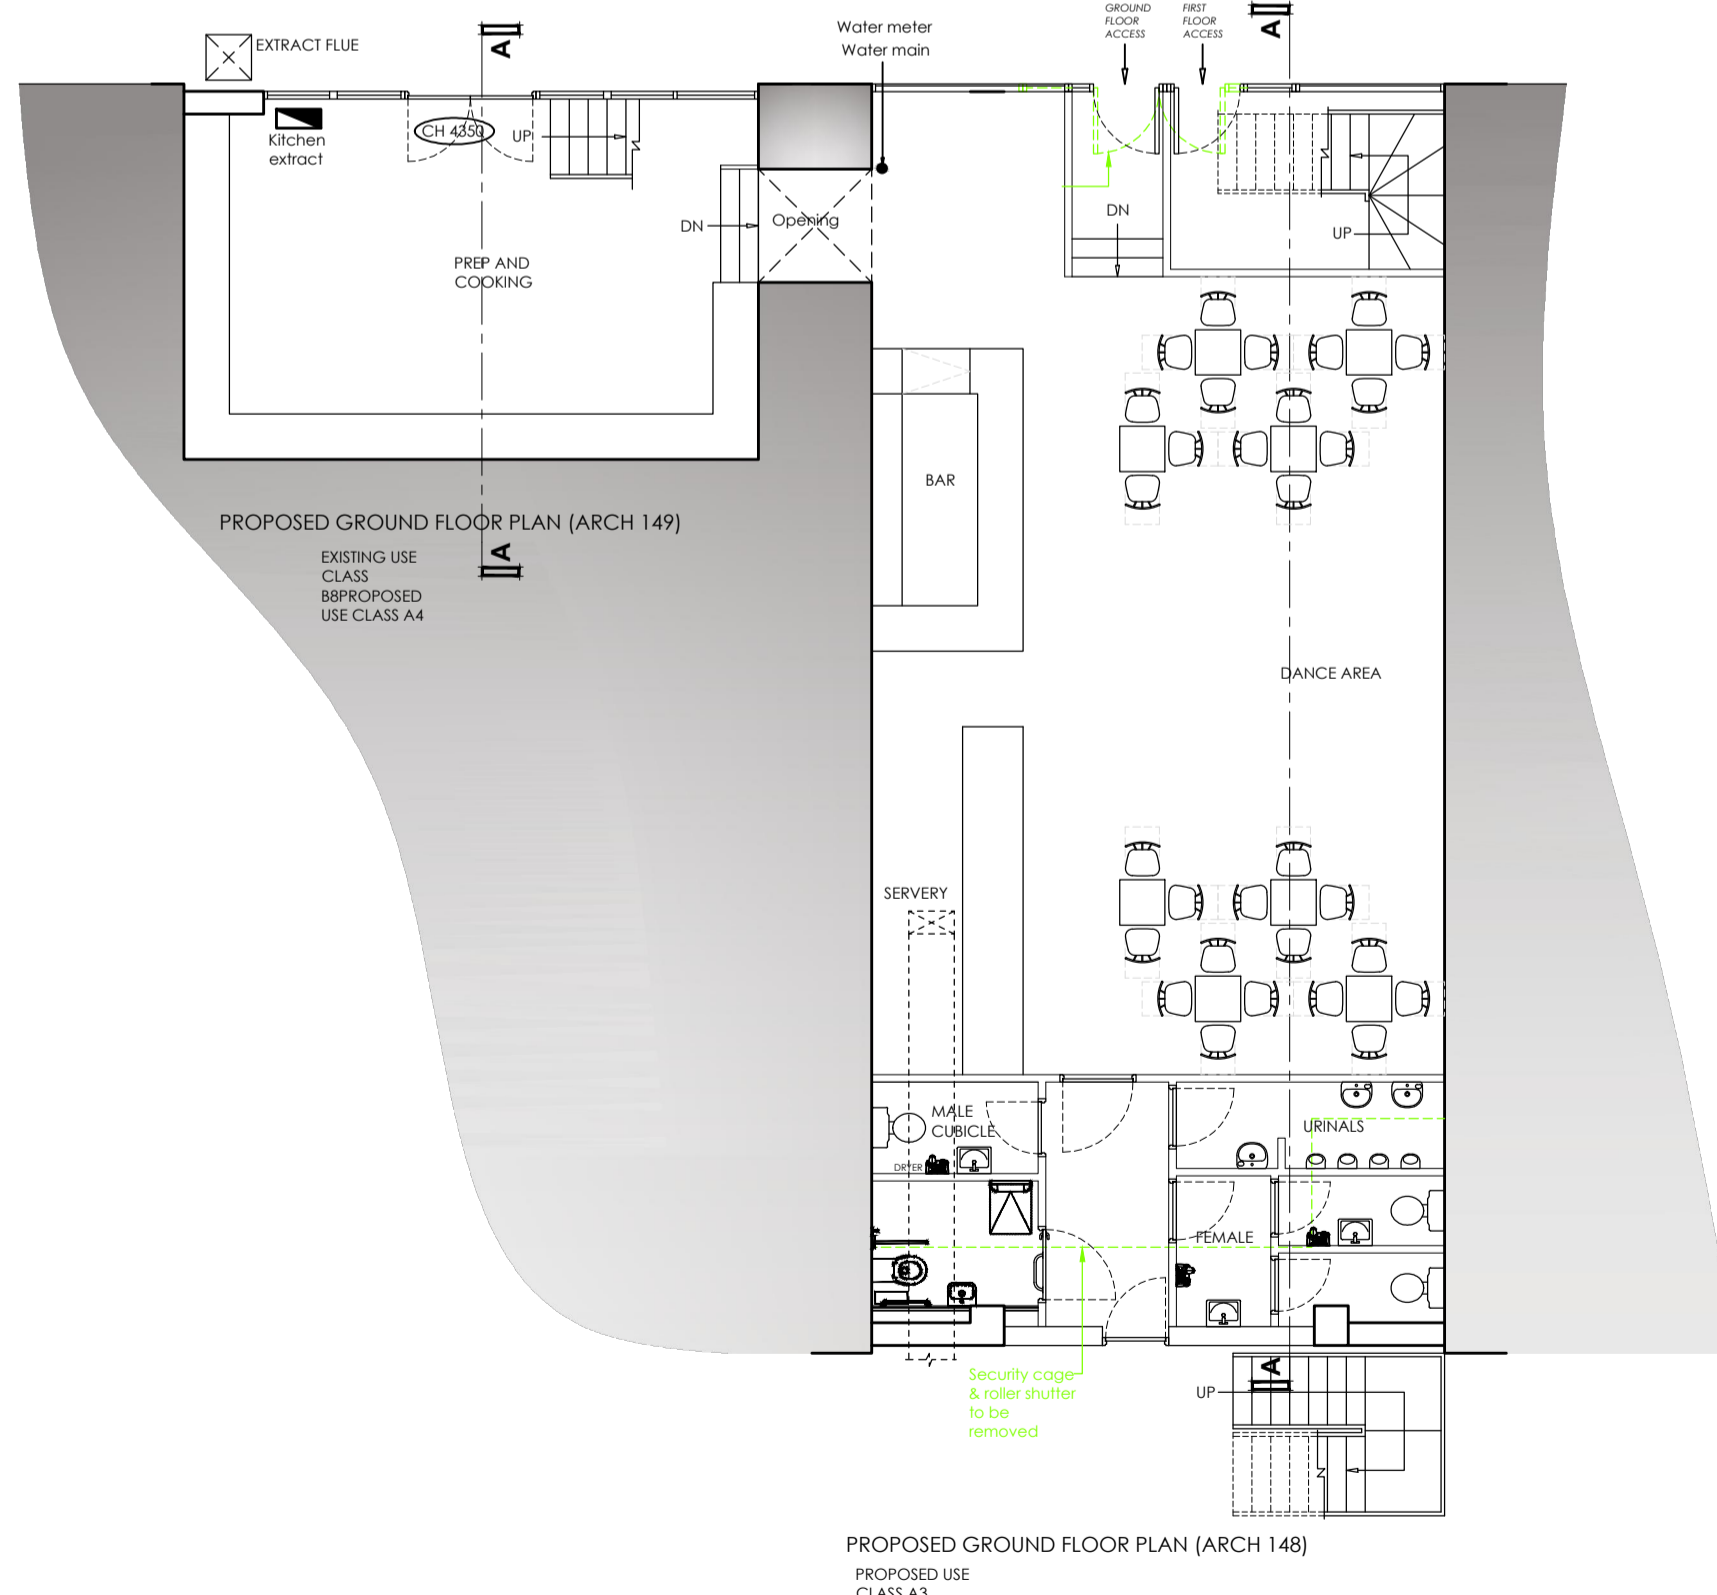 GROUND
FLOOR
ACCESS
FIRST
FLOOR
ACCESS
A
A
Water meter
Water main
EXTRACT FLUE
Kitchen
extract
CH 4350
UP
DN
Opening
DN
UP
PREP AND
COOKING
BAR
PROPOSED GROUND FLOOR PLAN (ARCH 149)
A
EXISTING USE
CLASS
B8PROPOSED
USE CLASS A4
DANCE AREA
SERVERY
MALE
CUBICLE
DRYER
URINALS
FEMALE
Security cage
& roller shutter
to be
removed
A
UP
PROPOSED GROUND FLOOR PLAN (ARCH 148)
PROPOSED USE
CLASS A3